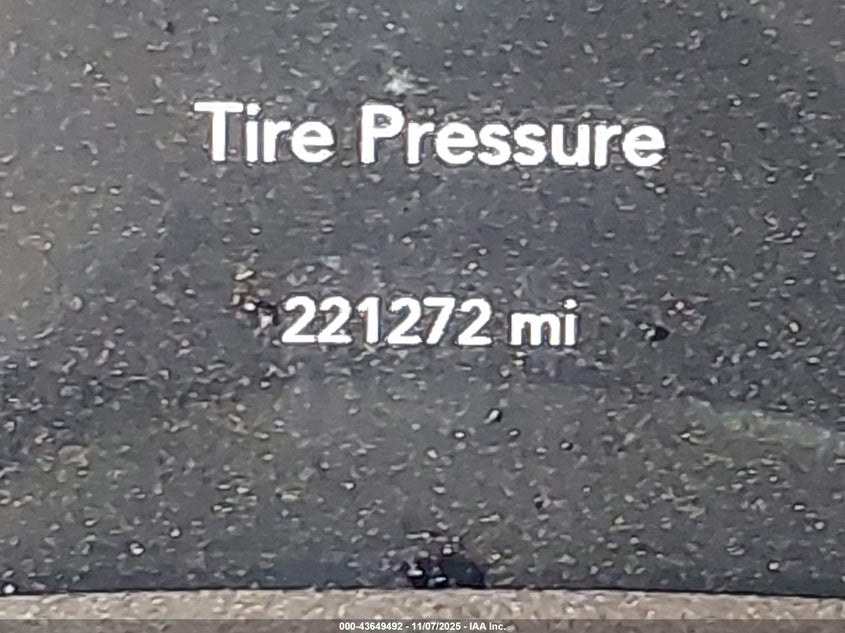 Tire Pressure
221272 mi
000-43649492 - 11/07/2025 - IAA Inc.